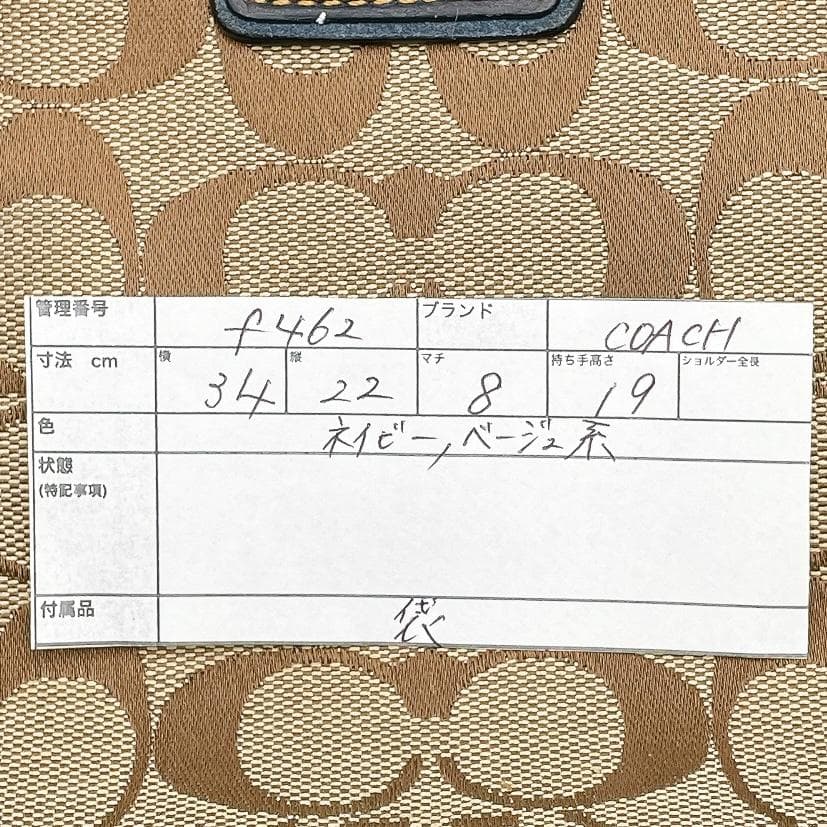 管理番号 f462 ブランド COACH
寸法 cm 横 34 縦 22 マチ 8 持ち手高さ 19 ショルダー全長
色 ネイビー, ベージュ系
状態
(特記事項)
付属品 袋